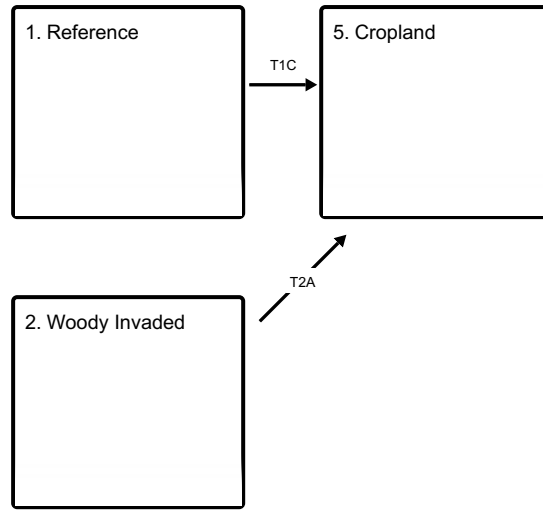 1. Reference
5. Cropland
T1C
T2A
2. Woody Invaded